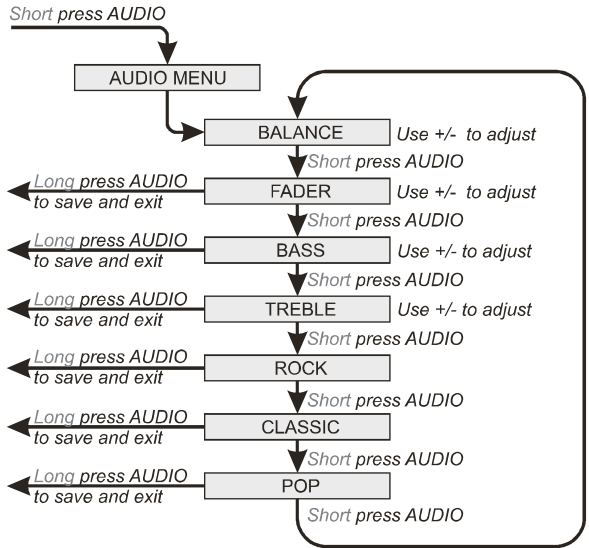 Short press AUDIO
AUDIO MENU
BALANCE
Use +/- to adjust
Short press AUDIO
Long press AUDIO
to save and exit
FADER
Use +/- to adjust
Short press AUDIO
Long press AUDIO
to save and exit
BASS
Use +/- to adjust
Short press AUDIO
Long press AUDIO
to save and exit
TREBLE
Use +/- to adjust
Short press AUDIO
Long press AUDIO
to save and exit
ROCK
Short press AUDIO
Long press AUDIO
to save and exit
CLASSIC
Short press AUDIO
Long press AUDIO
to save and exit
POP
Short press AUDIO